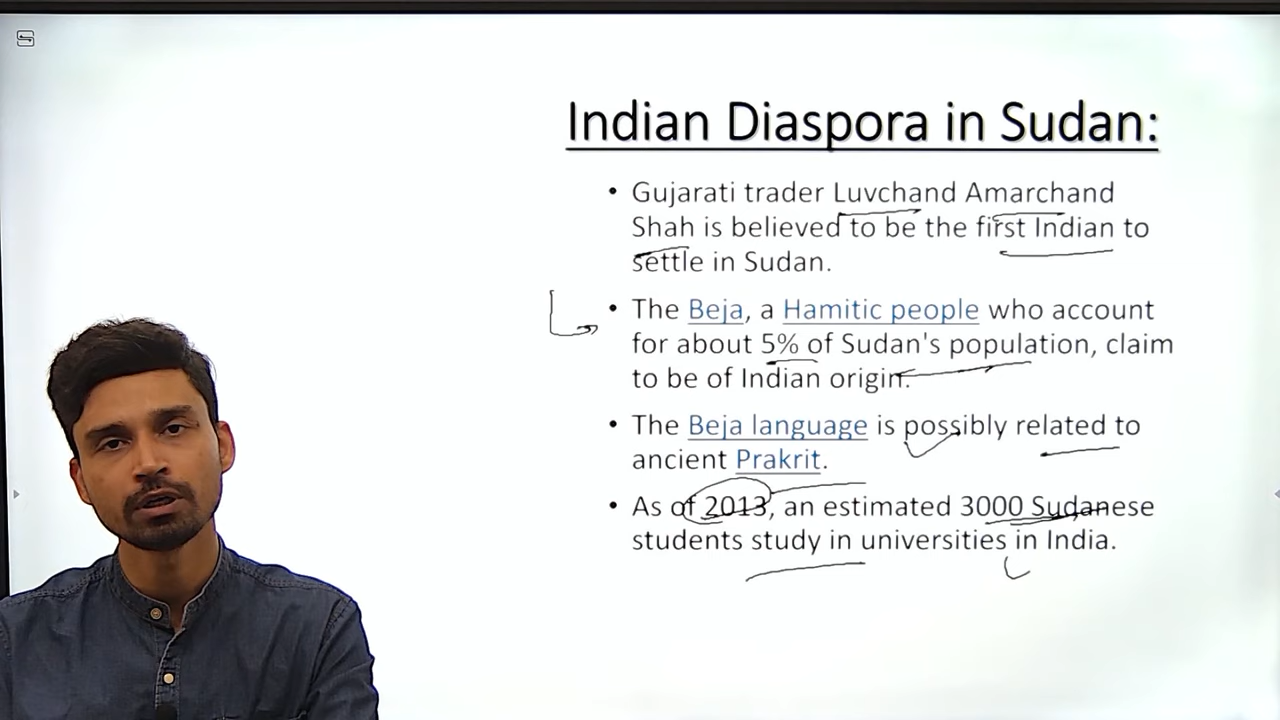 Indian Diaspora in Sudan:
• Gujarati trader Luvchand Amarchand
Shah is believed to be the first Indian to
settle in Sudan.
• The Beja, a Hamitic people who account
for about 5% of Sudan's population, claim
to be of Indian origin.
• The Beja language is possibly related to
ancient Prakrit.
• As of 2013, an estimated 3000 Sudanese
students study in universities in India.